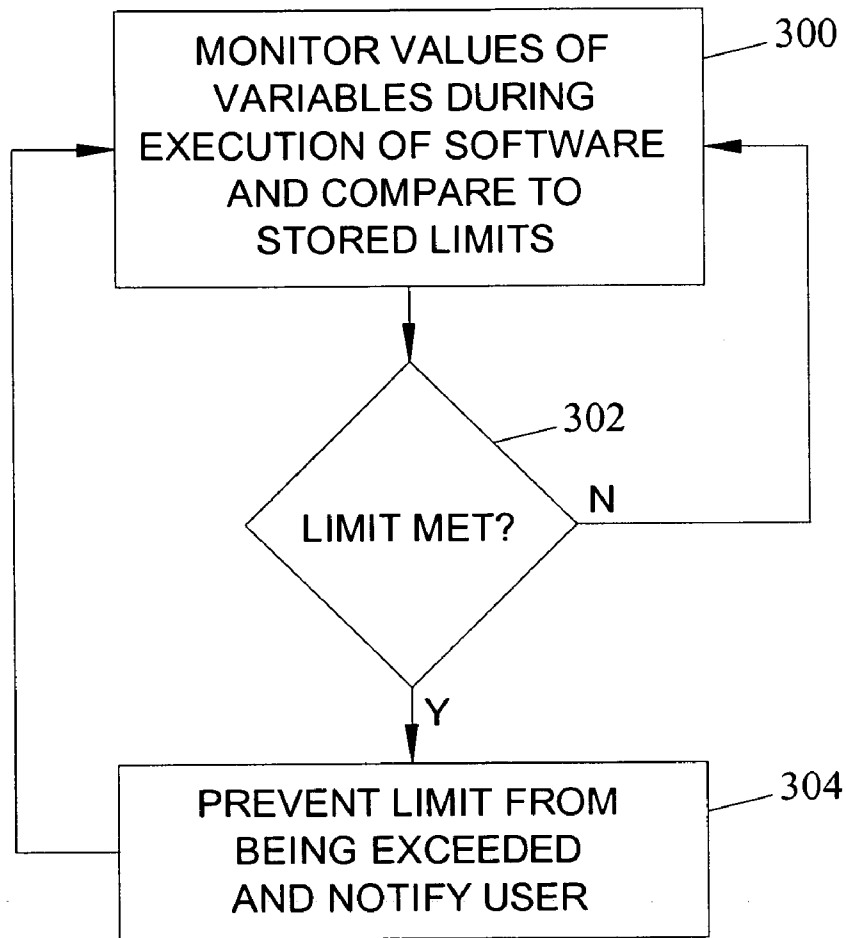 MONITOR VALUES OF
VARIABLES DURING
EXECUTION OF SOFTWARE
AND COMPARE TO
STORED LIMITS
300
302
LIMIT MET?
N
Y
PREVENT LIMIT FROM
BEING EXCEEDED
AND NOTIFY USER
304